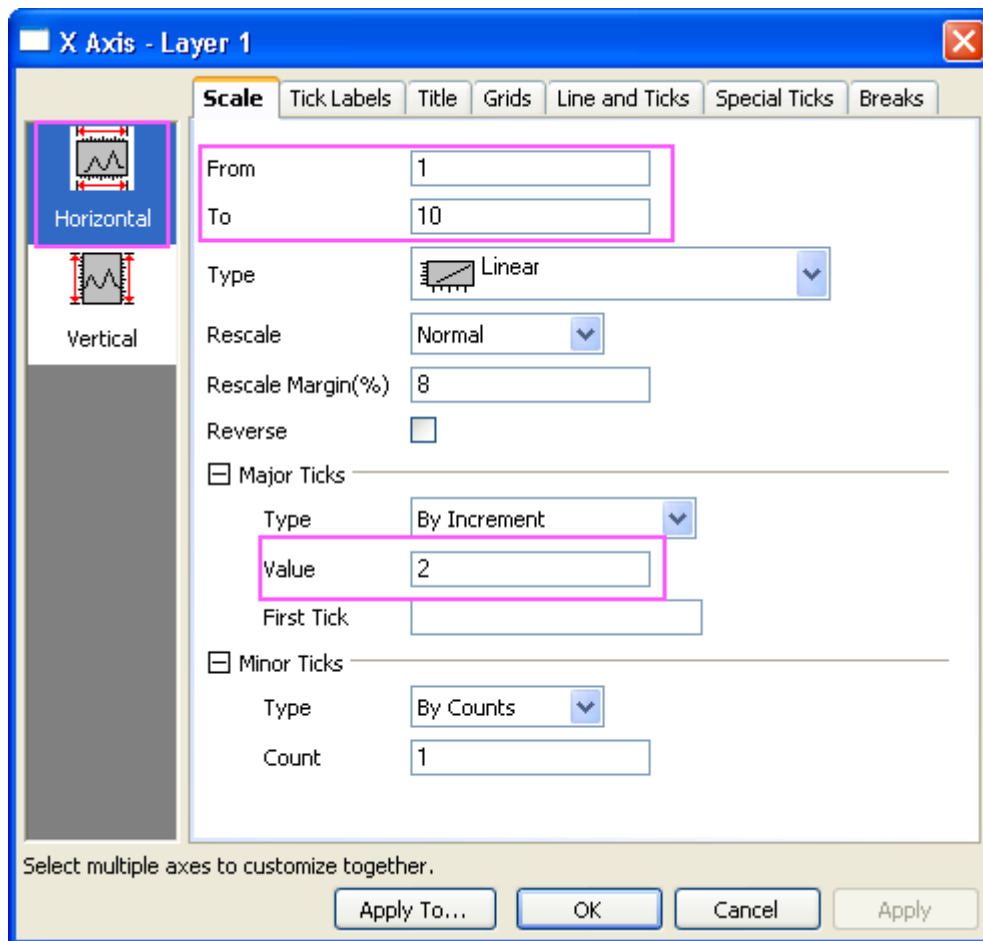 X Axis - Layer 1
Scale Tick Labels Title Grids Line and Ticks Special Ticks Breaks
Horizontal
Vertical
From 1
To 10
Type Linear
Rescale Normal
Rescale Margin(%) 8
Reverse
Major Ticks
Type By Increment
Value 2
First Tick
Minor Ticks
Type By Counts
Count 1
Select multiple axes to customize together.
Apply To... OK Cancel Apply